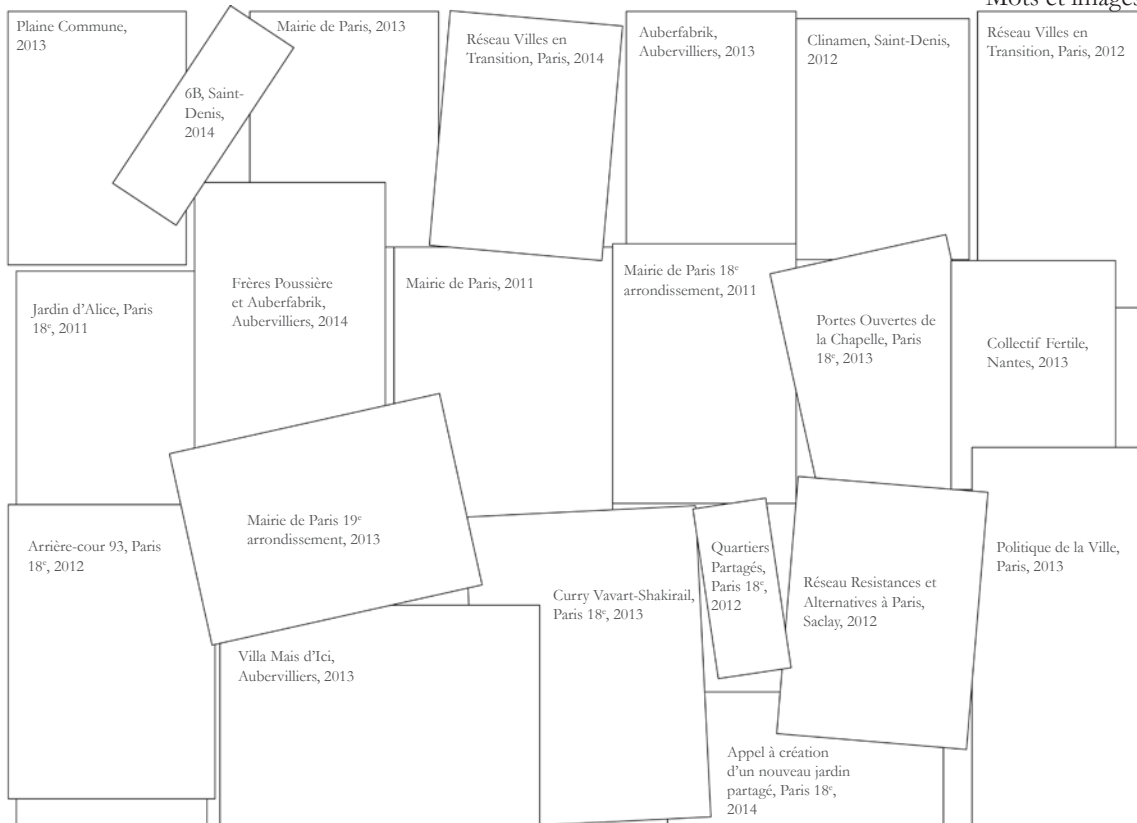 Mots et images
Plaine Commune,
2013
6B, Saint-
Denis,
2014
Mairie de Paris, 2013
Réseau Villes en
Transition, Paris, 2014
Auberfabrik,
Aubervilliers, 2013
Clinamen, Saint-Denis,
2012
Réseau Villes en
Transition, Paris, 2012
Jardin d’Alice, Paris
18e, 2011
Frères Poussière
et Auberfabrik,
Aubervilliers, 2014
Mairie de Paris, 2011
Mairie de Paris 18e
arrondissement, 2011
Portes Ouvertes de
la Chapelle, Paris
18e, 2013
Collectif Fertile,
Nantes, 2013
Arrière-cour 93, Paris
18e, 2012
Mairie de Paris 19e
arrondissement, 2013
Curry Vavart-Shakirail,
Paris 18e, 2013
Quartiers
Partagés,
Paris 18e,
2012
Réseau Resistances et
Alternatives à Paris,
Saclay, 2012
Politique de la Ville,
Paris, 2013
Villa Mais d’Ici,
Aubervilliers, 2013
Appel à création
d’un nouveau jardin
partagé, Paris 18e,
2014